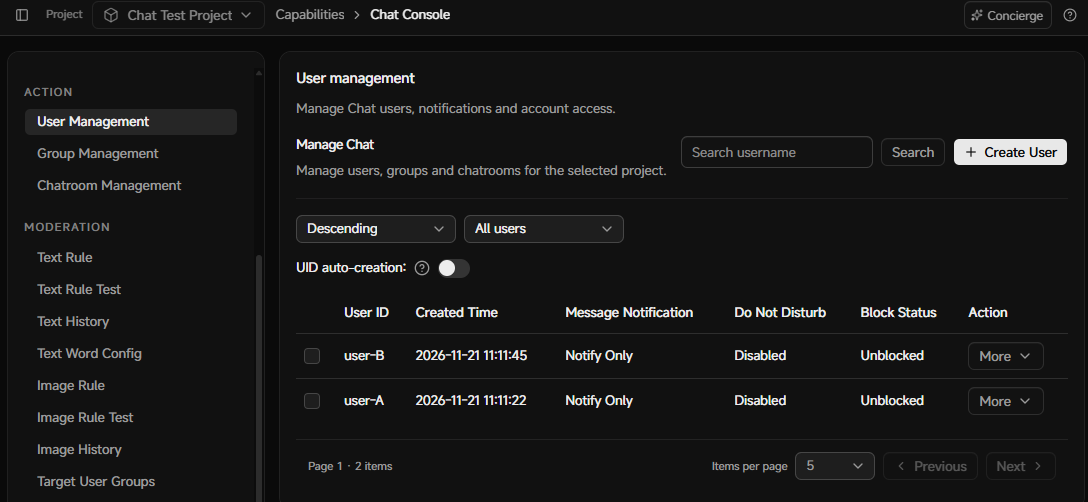 Project Chat Test Project Capabilities > Chat Console Concierge
ACTION
User Management
Group Management
Chatroom Management
MODERATION
Text Rule
Text Rule Test
Text History
Text Word Config
Image Rule
Image Rule Test
Image History
Target User Groups
User management
Manage Chat users, notifications and account access.
Manage Chat
Manage users, groups and chatrooms for the selected project.
Search username Search + Create User
Descending All users
UID auto-creation: ?
User ID Created Time Message Notification Do Not Disturb Block Status Action
user-B 2026-11-21 11:11:45 Notify Only Disabled Unblocked More
user-A 2026-11-21 11:11:22 Notify Only Disabled Unblocked More
Page 1 · 2 items Items per page 5 < Previous Next >